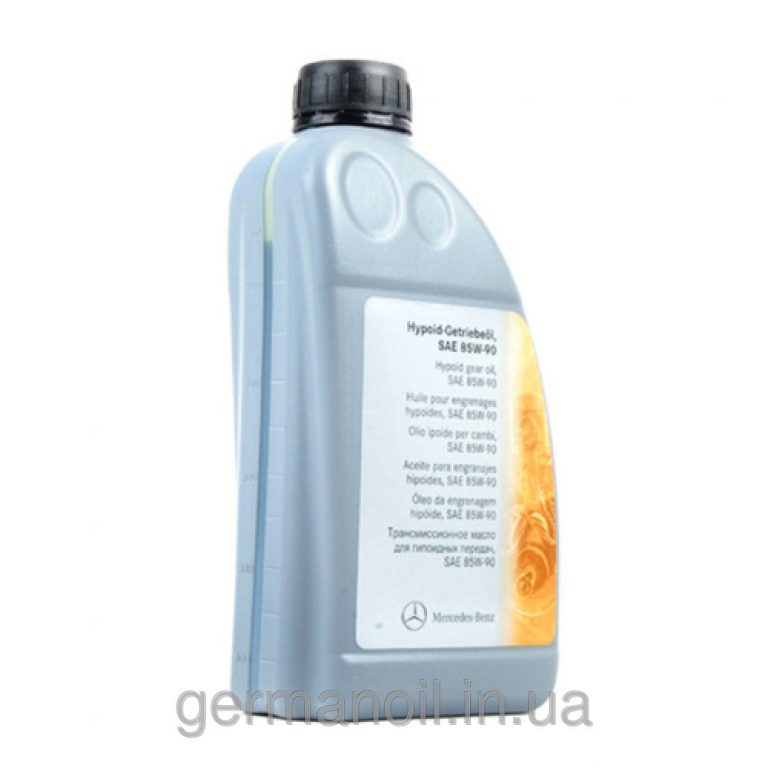 Hypoid-Getriebeöl,
SAE 85W-90
Hypoid gear oil,
SAE 85W-90
Huile pour engrenages
hypoides, SAE 85W-90
Olio ipoide per cambi,
SAE 85W-90
Aceite para engranajes
hipoides, SAE 85W-90
Óleo da engrenagem
hipóide, SAE 85W-90
Трансмиссионное масло
для гипоидных передач,
SAE 85W-90
Mercedes-Benz
germanoil.in.ua